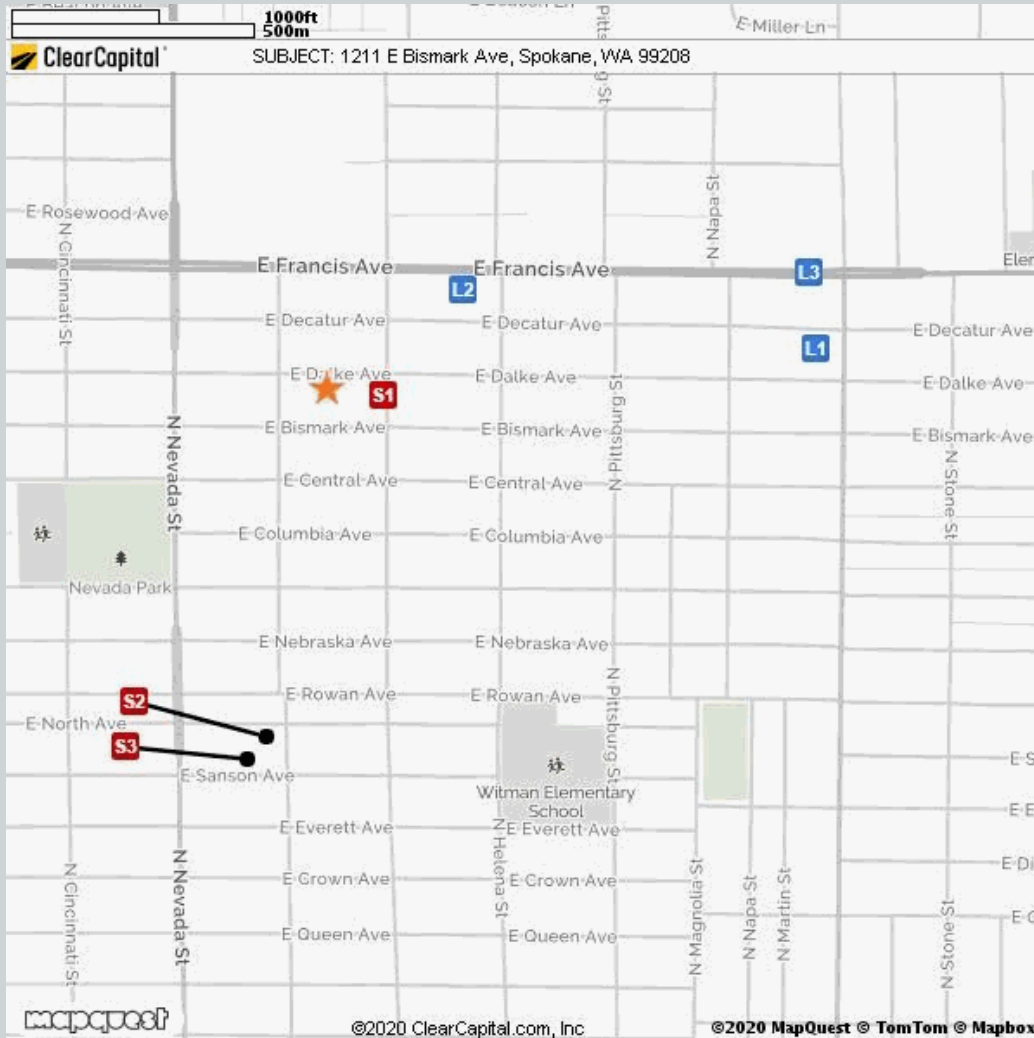 1000ft
500m
E Miller Ln
ClearCapital
SUBJECT: 1211 E Bismark Ave, Spokane, WA 99208
N Napa St
E Rosewood Ave
N Cincinnati St
E Francis Ave
E Francis Ave
L3
L2
E Decatur Ave
E Decatur Ave
E Decatur Ave
L1
E Dalke Ave
E Dalke Ave
E Dalke Ave
S1
N Pittsburg St
E Bismark Ave
E Bismark Ave
E Bismark Ave
N Nevada St
E Central Ave
E Central Ave
N Stone St
E Columbia Ave
E Columbia Ave
Nevada Park
E Nebraska Ave
E Nebraska Ave
S2
E Rowan Ave
E Rowan Ave
N Pittsburg St
E North Ave
S3
E Sanson Ave
Witman Elementary
School
E Everett Ave
E Everett Ave
N Helena St
N Cincinnati St
N Nevada St
E Crown Ave
E Crown Ave
N Magnolia St
N Napa St
N Martin St
N Stone St
E Queen Ave
E Queen Ave
mapquest
©2020 ClearCapital.com, Inc
©2020 MapQuest © TomTom © Mapbox